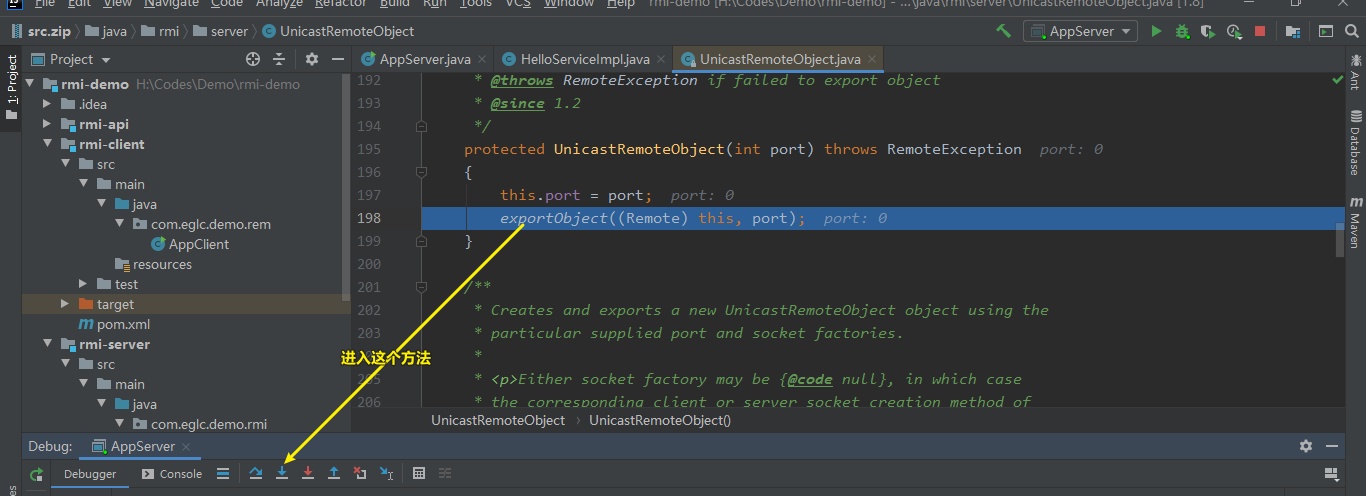 File Edit View Navigate Code Analyze Refactor Build Run Tools VCS Window Help rmi-demo [H:\Codes\Demo\rmi-demo] - ...\java\rmi\server\UnicastRemoteObject.java [1.8]
src.zip java rmi server UnicastRemoteObject AppServer
1: Project
Project
AppServer.java HelloServiceImpl.java UnicastRemoteObject.java
rmi-demo H:\Codes\Demo\rmi-demo
.idea
rmi-api
rmi-client
src
main
java
com.eglc.demo.rem
AppClient
resources
test
target
pom.xml
rmi-server
src
main
java
com.eglc.demo.rmi
192 * @throws RemoteException if failed to export object
193 * @since 1.2
194 */
195 protected UnicastRemoteObject(int port) throws RemoteException port: 0
196 {
197 this.port = port; port: 0
198 exportObject((Remote) this, port); port: 0
199 }
200
201 /**
202 * Creates and exports a new UnicastRemoteObject object using the
203 * particular supplied port and socket factories.
*
205 * <p>Either socket factory may be {@code null}, in which case
206 * the corresponding client or server socket creation method of
进入这个方法
UnicastRemoteObject › UnicastRemoteObject()
Ant
Database
Maven
Debug: AppServer
Debugger Console